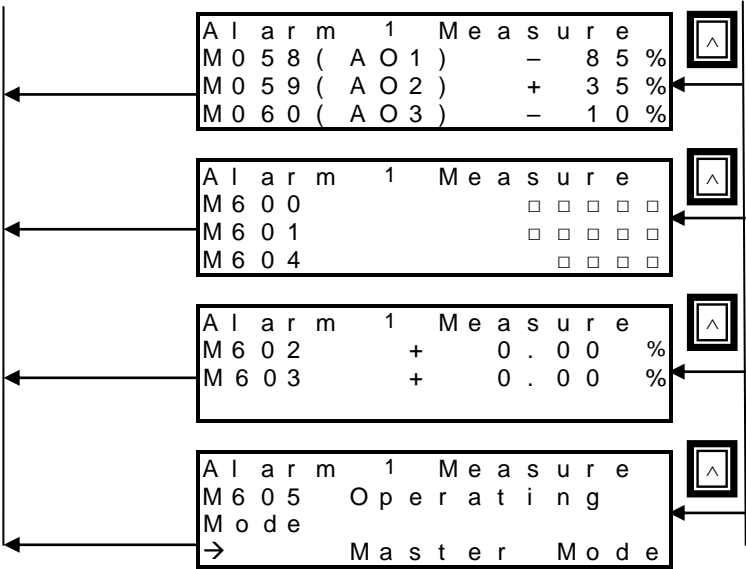 Alarm 1 Measure
^
M058(AO1) – 85%
M059(AO2) + 35%
M060(AO3) – 10%
Alarm 1 Measure
^
M600 □□□□□
M601 □□□□□
M604 □□□□
Alarm 1 Measure
^
M602 + 0.00 %
M603 + 0.00 %
Alarm 1 Measure
^
M605 Operating
Mode
→ Master Mode